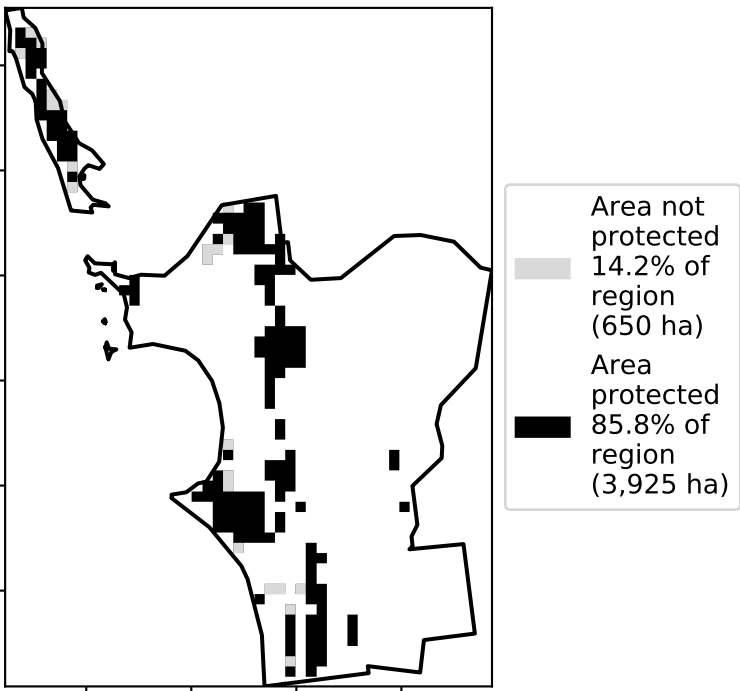 Area not
protected
14.2% of
region
(650 ha)
Area
protected
85.8% of
region
(3,925 ha)